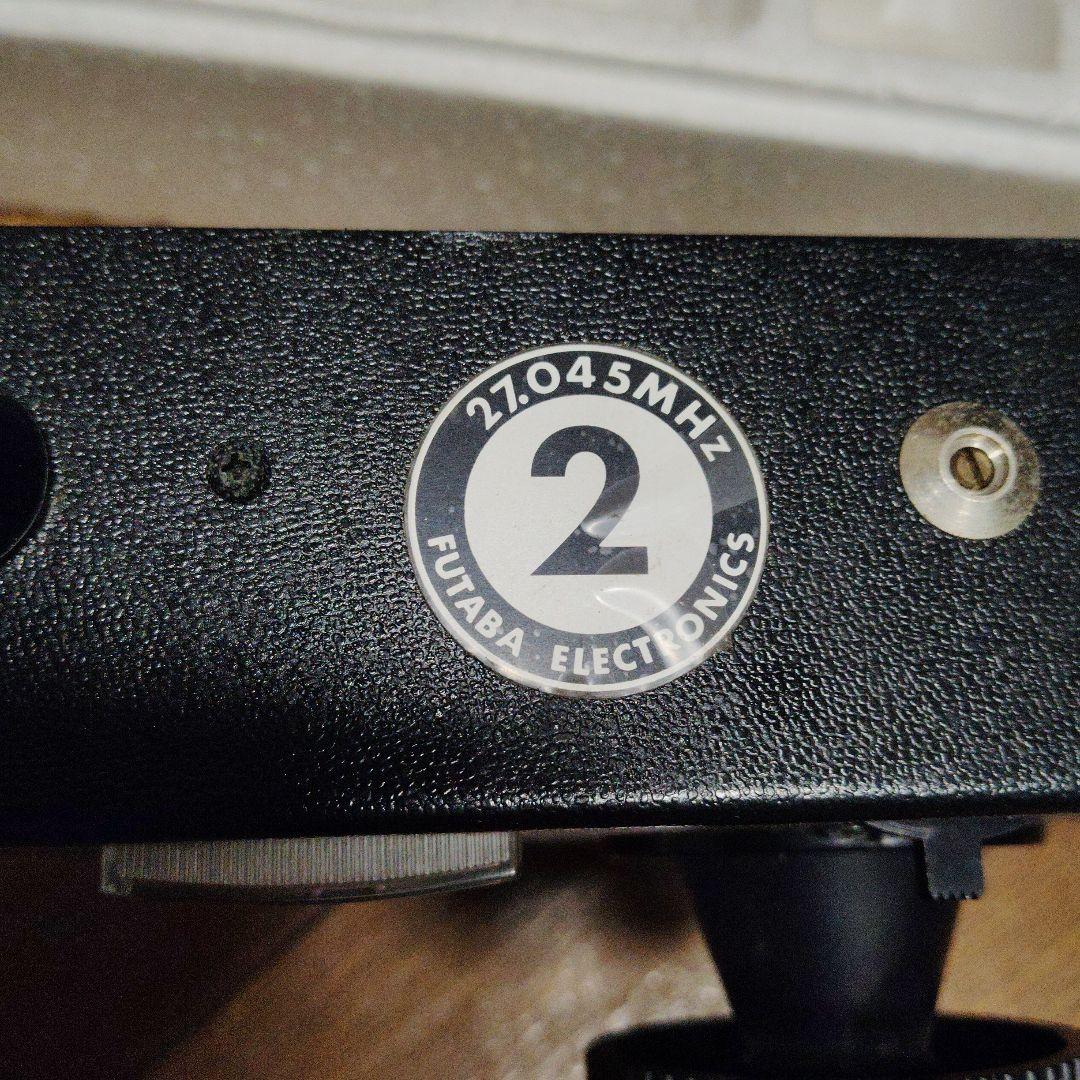 27.045MHz
2
FUTABA ELECTRONICS